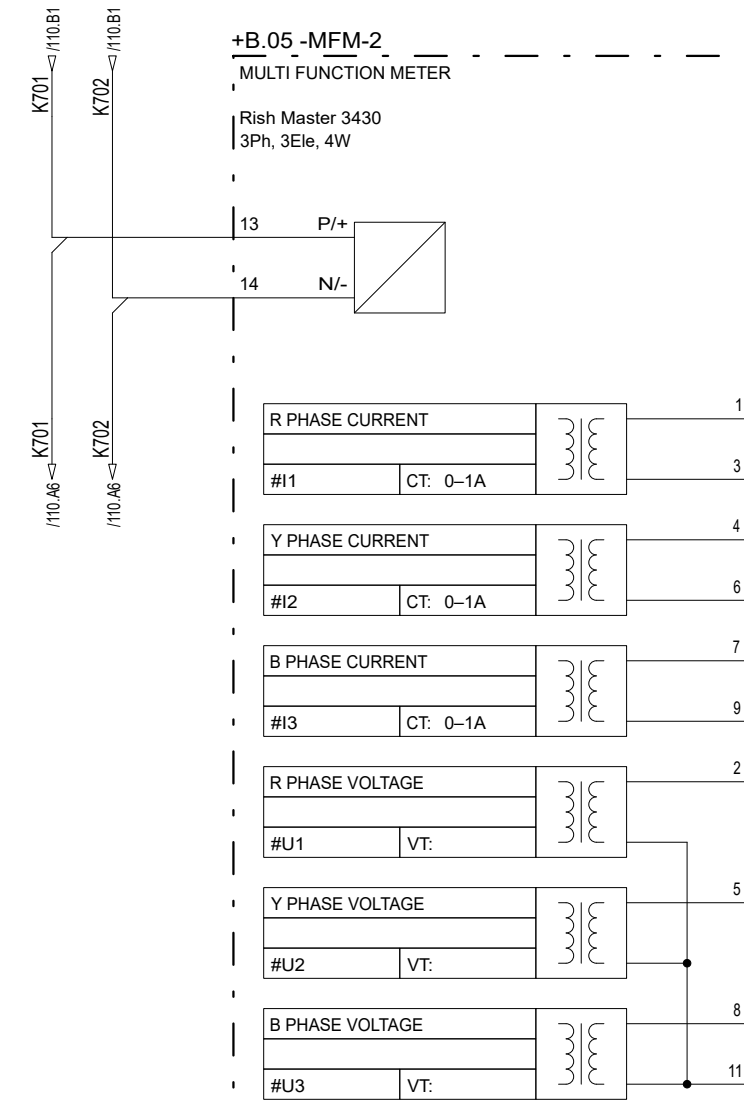 /110.B1
/110.B1
K701
K702
+B.05 -MFM-2
MULTI FUNCTION METER
Rish Master 3430
3Ph, 3Ele, 4W
13 P/+
14 N/-
K701
K702
/110.A6
/110.A6
R PHASE CURRENT
#I1 CT: 0–1A
1
3
Y PHASE CURRENT
#I2 CT: 0–1A
4
6
B PHASE CURRENT
#I3 CT: 0–1A
7
9
R PHASE VOLTAGE
#U1 VT:
2
Y PHASE VOLTAGE
#U2 VT:
5
B PHASE VOLTAGE
#U3 VT:
8
11